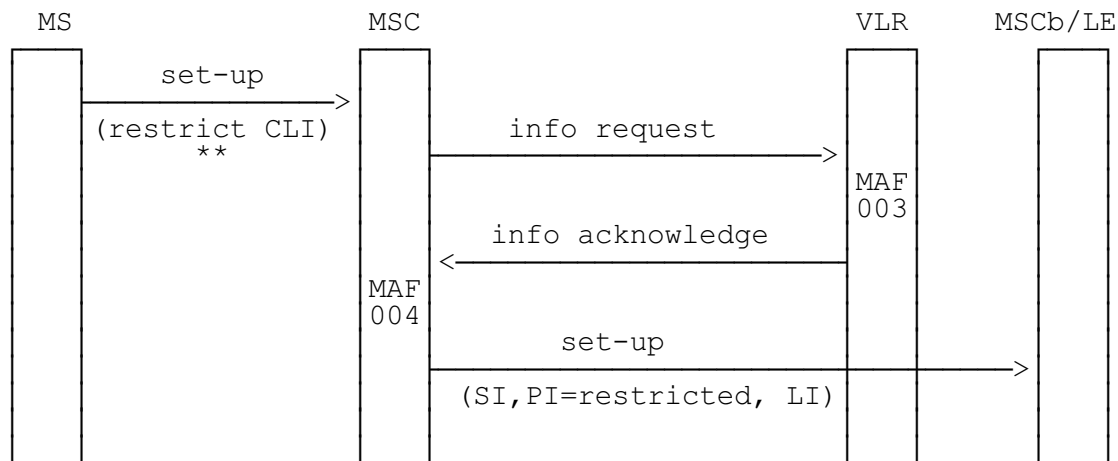 MS MSC VLR MSCb/LE
set-up
(restrict CLI)
**
info request
MAF
003
info acknowledge
MAF
004
set-up
(SI,PI=restricted, LI)